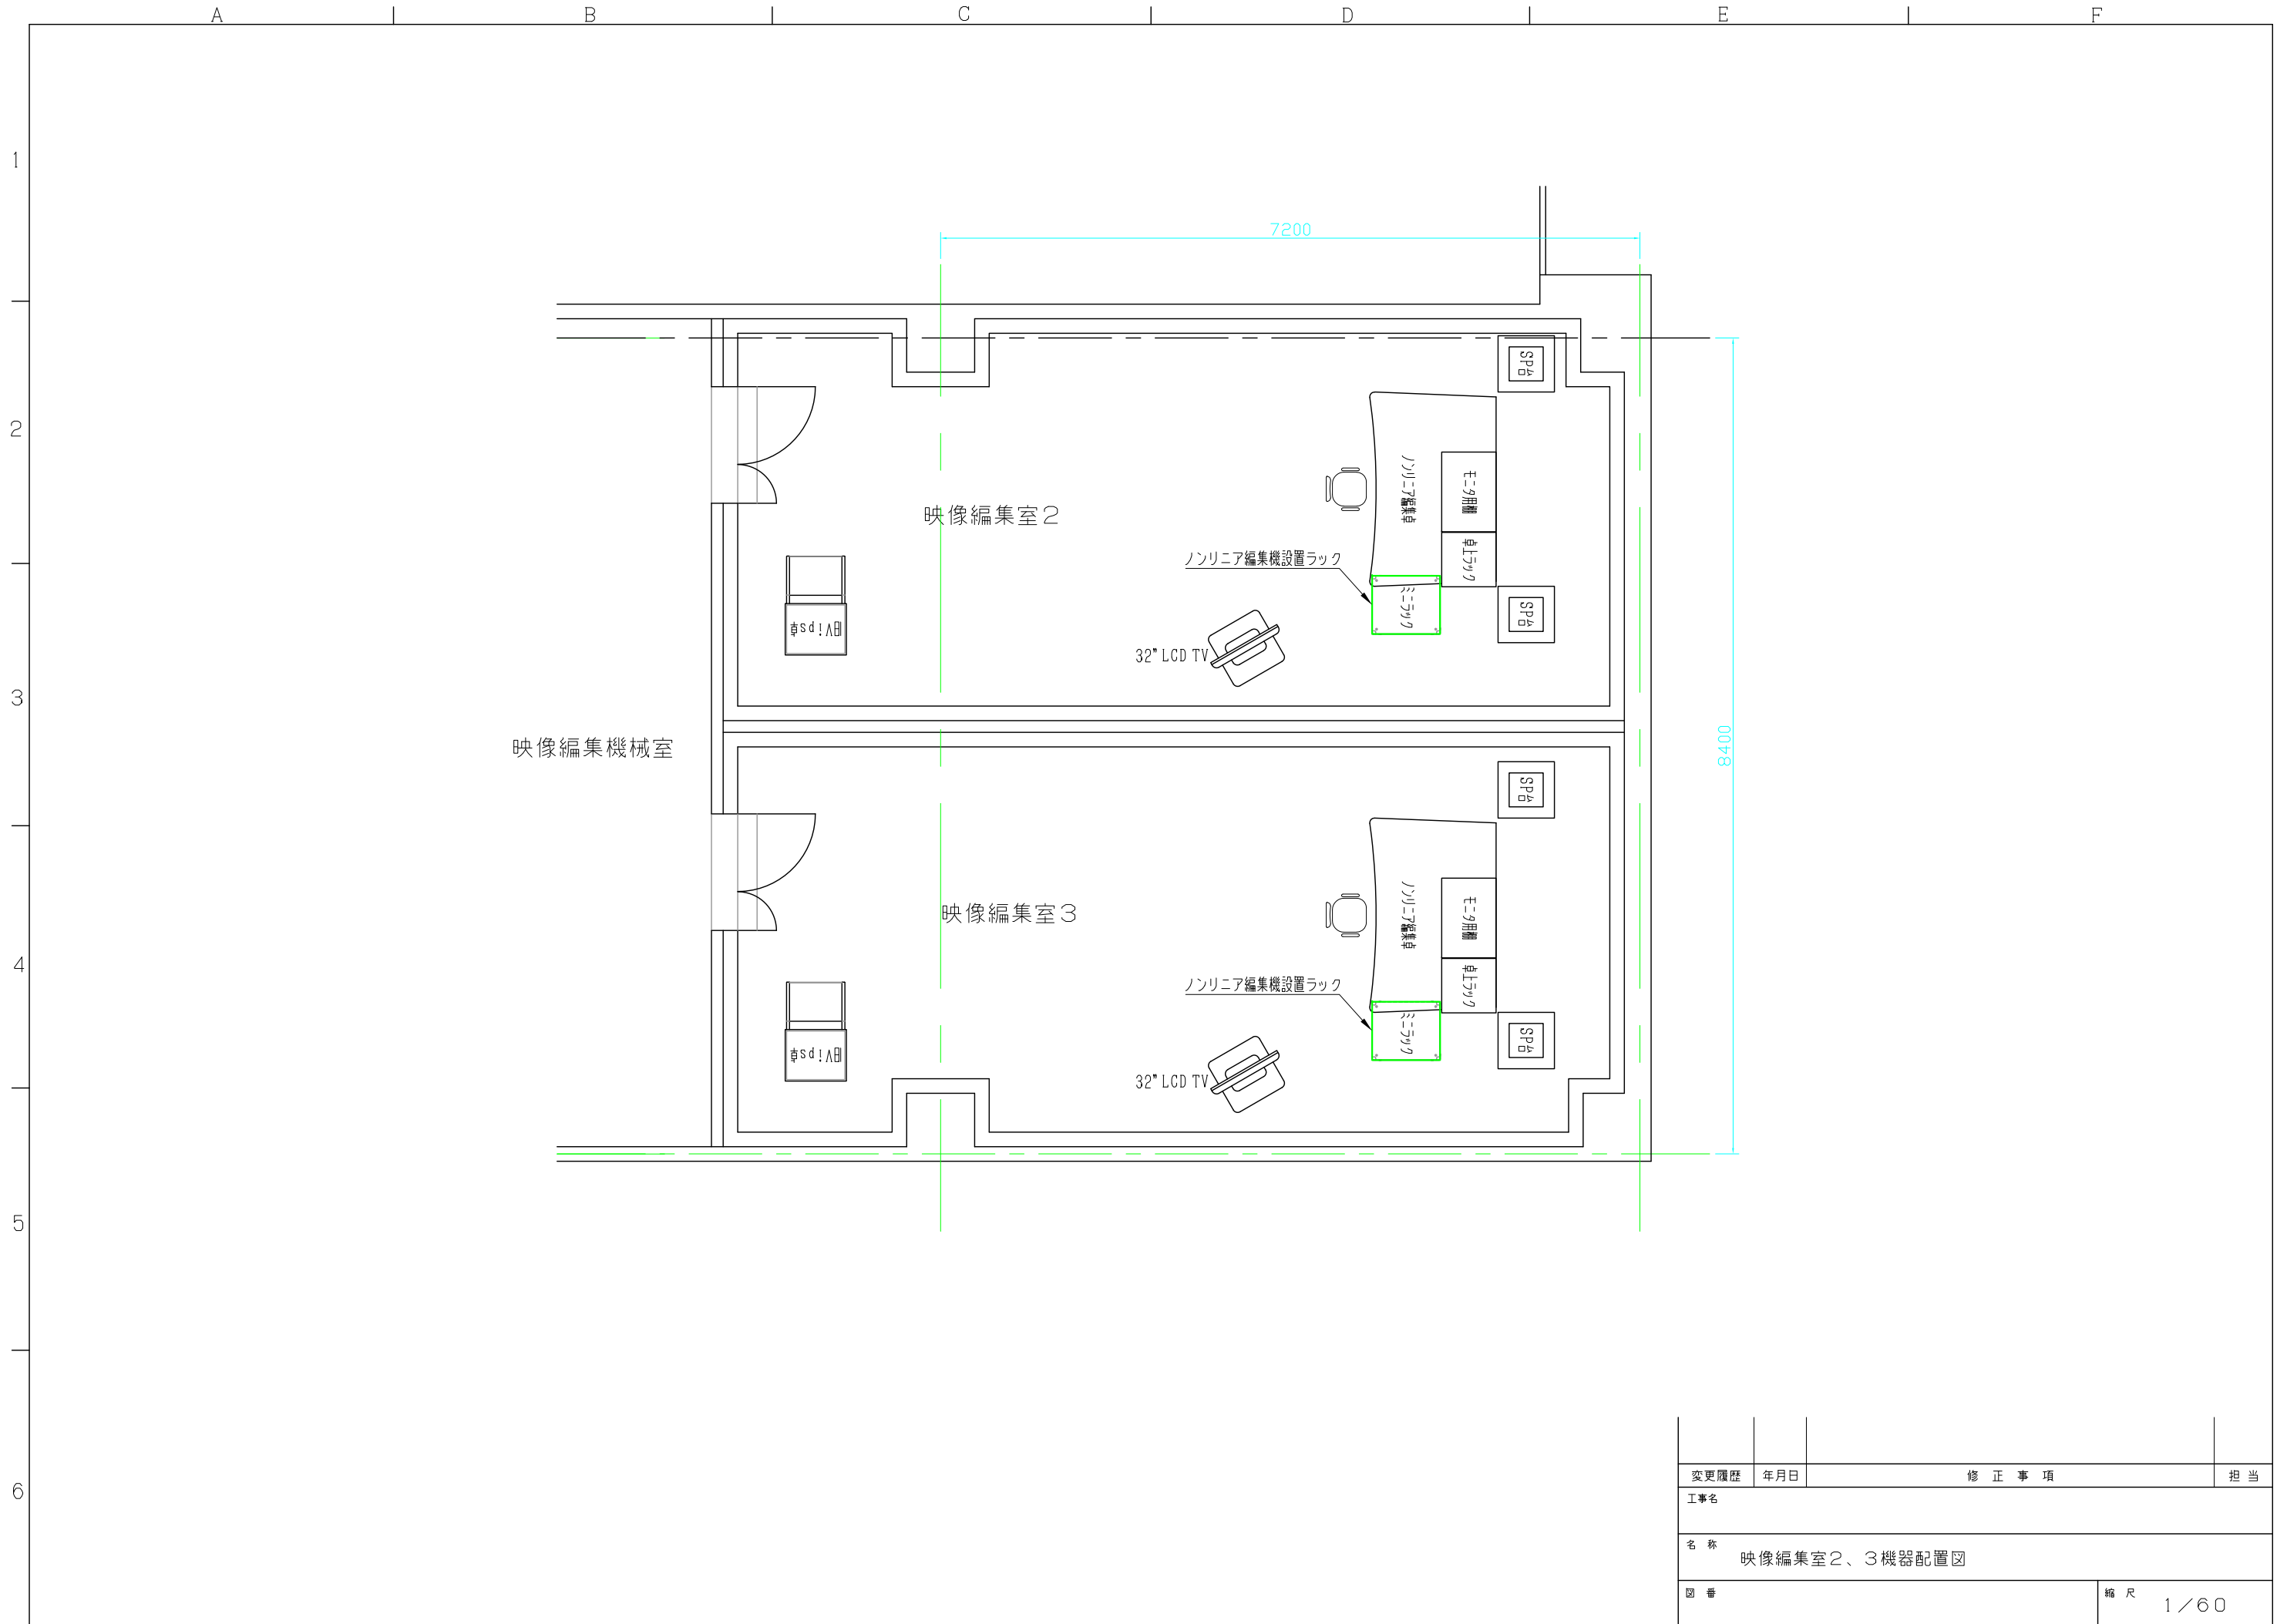 A B C D E F
1
2
3
4
5
6
7200
8400
SP台
ノンリニア編集卓
モニタ用棚
卓上ラック
映像編集室2
ノンリニア編集機設置ラック
ミニラック
SP台
旧V!ps卓
32" LCD TV
映像編集機械室
SP台
ノンリニア編集卓
モニタ用棚
卓上ラック
映像編集室3
ノンリニア編集機設置ラック
ミニラック
SP台
旧V!ps卓
32" LCD TV
変更履歴 年月日 修正事項 担当
工事名
名称
映像編集室2、3機器配置図
図番
縮尺 1/60